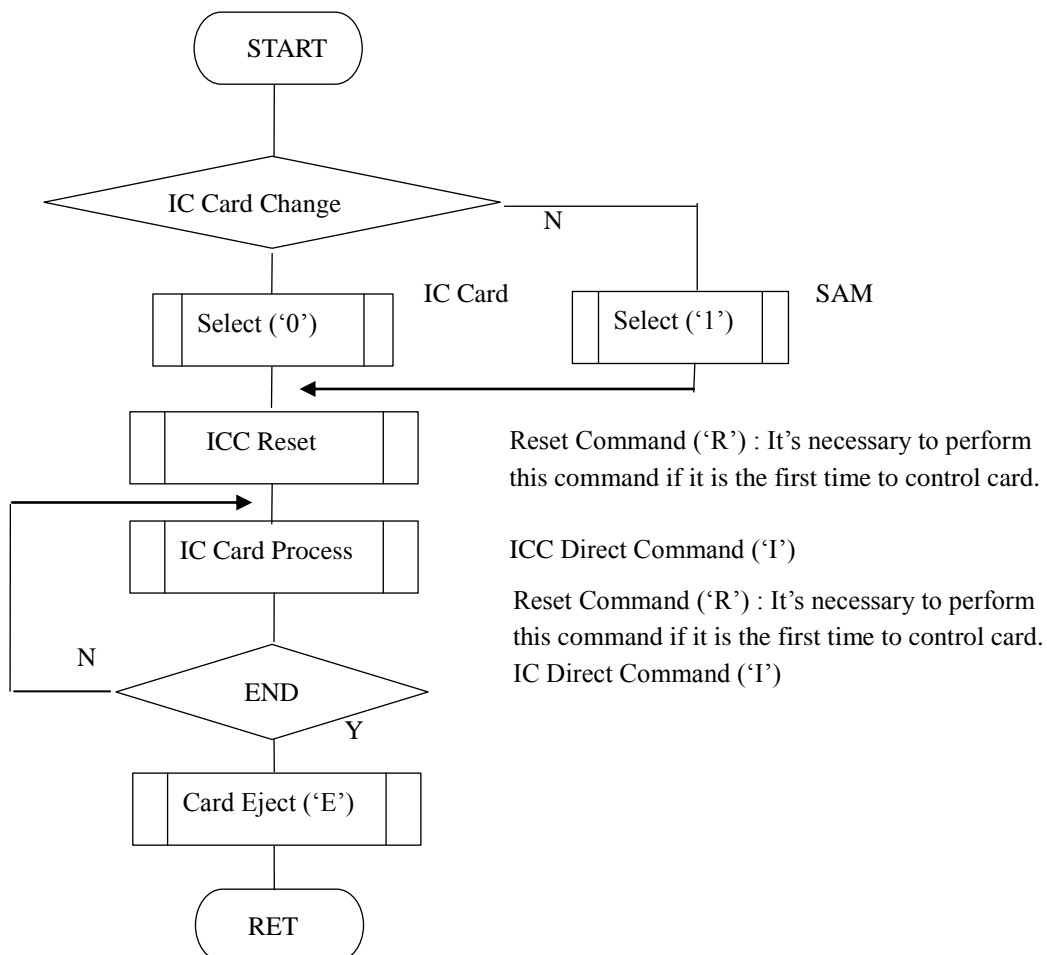 START
IC Card Change
N
IC Card
SAM
Select (‘0’)
Select (‘1’)
ICC Reset
Reset Command (‘R’) : It’s necessary to perform
this command if it is the first time to control card.
IC Card Process
ICC Direct Command (‘I’)
Reset Command (‘R’) : It’s necessary to perform
this command if it is the first time to control card.
IC Direct Command (‘I’)
N
END
Y
Card Eject (‘E’)
RET